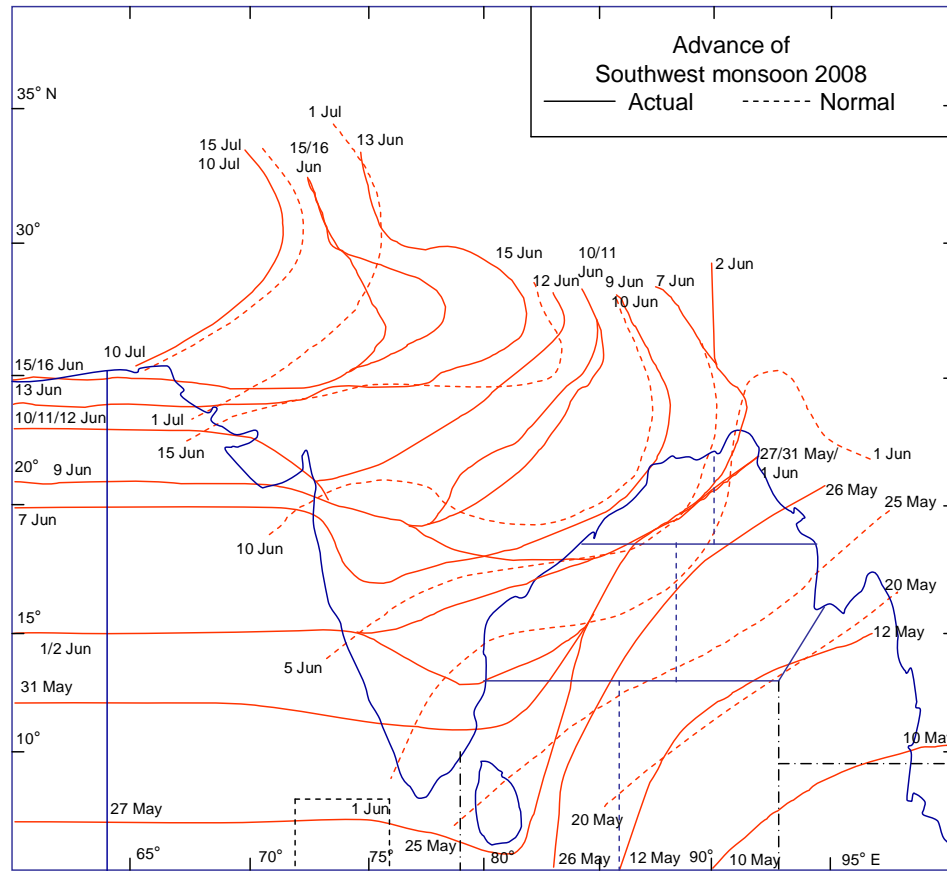 Advance of
Southwest monsoon 2008
Actual Normal
35° N
1 Jul
13 Jun
15 Jul
10 Jul
15/16
Jun
30°
15 Jun
10/11
Jun
12 Jun
9 Jun
10 Jun
7 Jun
2 Jun
10 Jul
15/16 Jun
13 Jun
10/11/12 Jun
1 Jul
15 Jun
20°
9 Jun
7 Jun
10 Jun
27/31 May/
1 Jun
1 Jun
26 May
25 May
15°
1/2 Jun
5 Jun
20 May
12 May
31 May
10°
10 May
27 May
1 Jun
25 May
20 May
26 May
12 May
10 May
65°
70°
75°
80°
90°
95° E